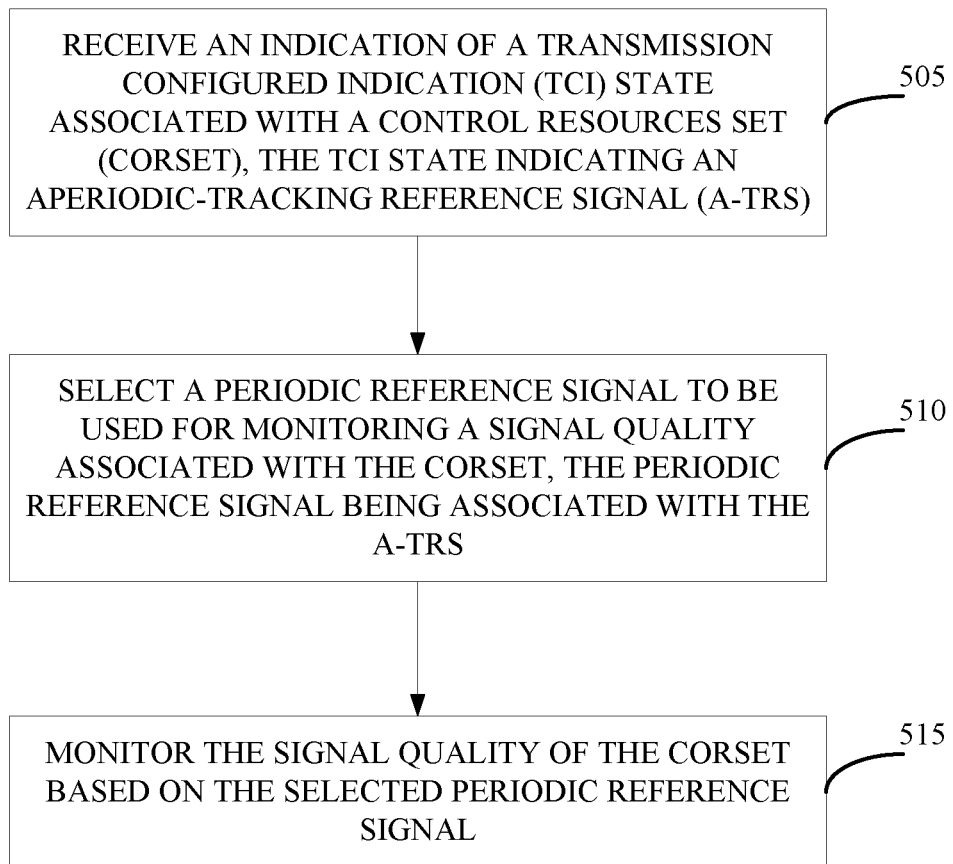 RECEIVE AN INDICATION OF A TRANSMISSION
CONFIGURED INDICATION (TCI) STATE
ASSOCIATED WITH A CONTROL RESOURCES SET
(CORSET), THE TCI STATE INDICATING AN
APERIODIC-TRACKING REFERENCE SIGNAL (A-TRS)
505
SELECT A PERIODIC REFERENCE SIGNAL TO BE
USED FOR MONITORING A SIGNAL QUALITY
ASSOCIATED WITH THE CORSET, THE PERIODIC
REFERENCE SIGNAL BEING ASSOCIATED WITH THE
A-TRS
510
MONITOR THE SIGNAL QUALITY OF THE CORSET
BASED ON THE SELECTED PERIODIC REFERENCE
SIGNAL
515